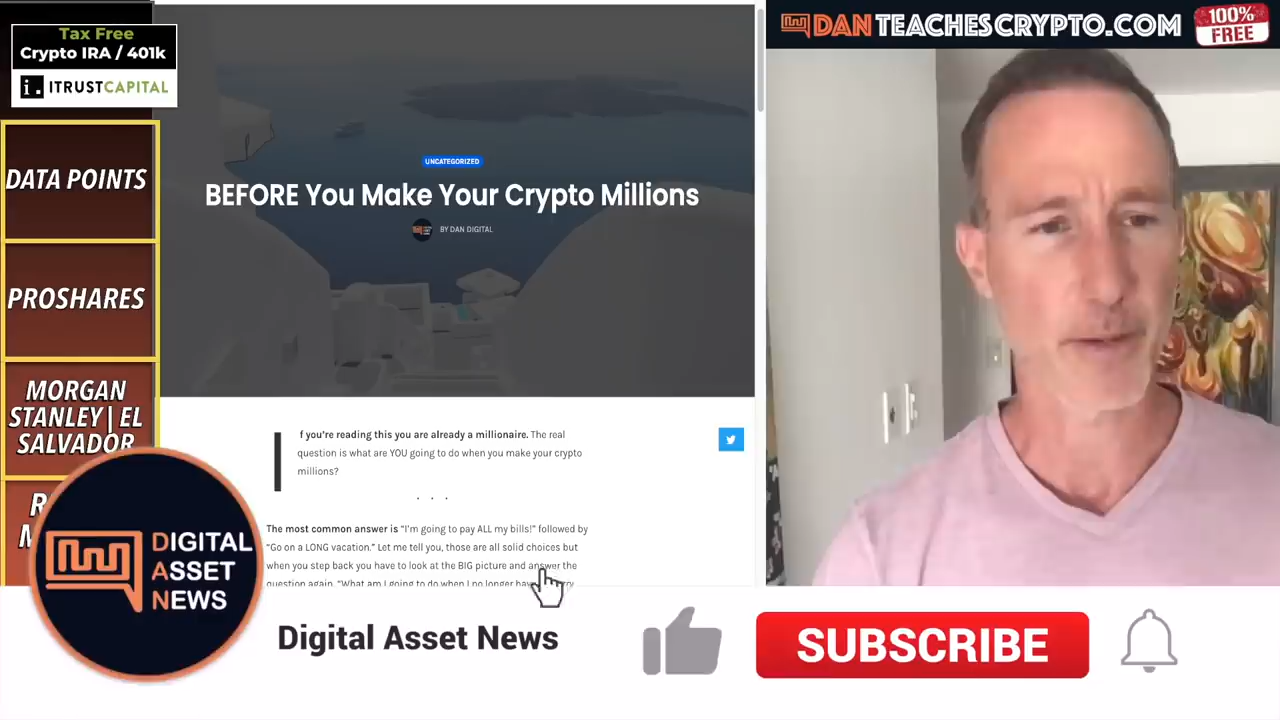 Tax Free
Crypto IRA / 401k
i. ITRUSTCAPITAL
DATA POINTS
PROSHARES
MORGAN
STANLEY | EL
SALVADOR
UNCATEGORIZED
BEFORE You Make Your Crypto Millions
BY DAN DIGITAL
f you're reading this you are already a millionaire. The real
question is what are YOU going to do when you make your crypto
millions?
. . .
The most common answer is “I'm going to pay ALL my bills!” followed by
“Go on a LONG vacation.” Let me tell you, those are all solid choices but
when you step back you have to look at the BIG picture and answer the
question again. “What am I going to do when I no longer
DANTEACHESCRYPTO.COM
100%
FREE
DIGITAL
ASSET
NEWS
Digital Asset News
SUBSCRIBE